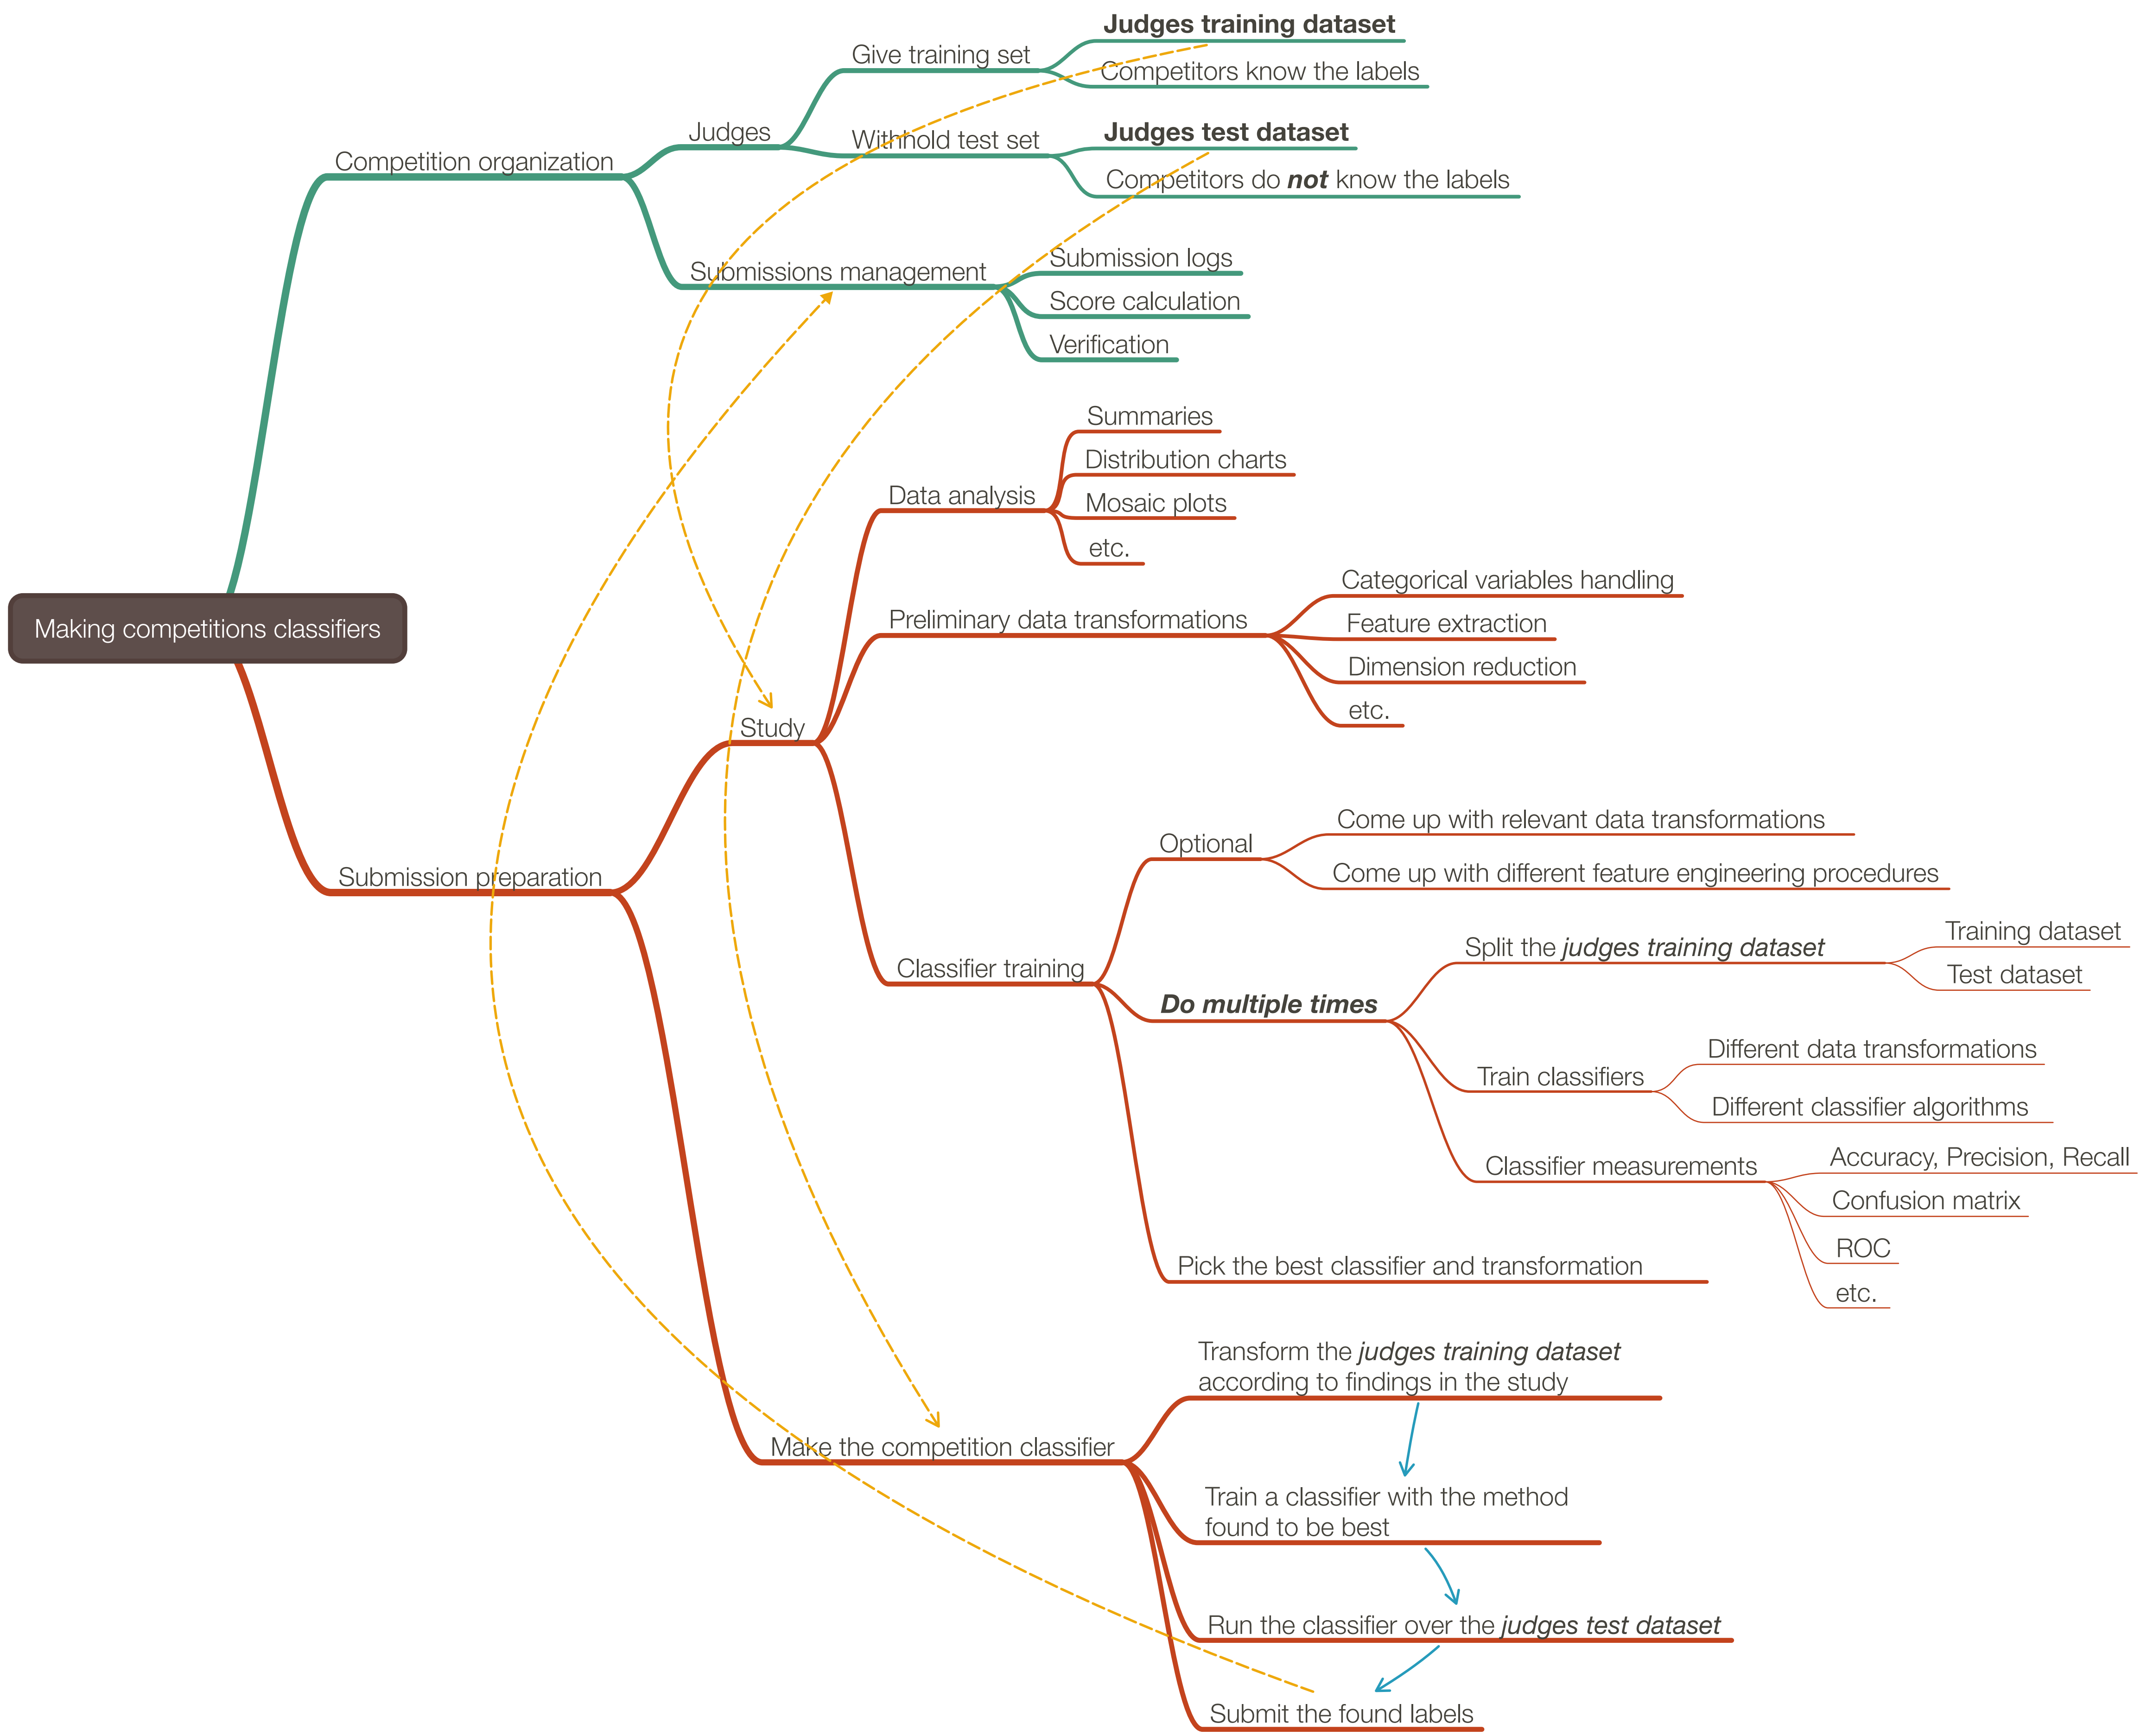 Making competitions classifiers
Competition organization
Judges
Give training set
Judges training dataset
Competitors know the labels
Withhold test set
Judges test dataset
Competitors do not know the labels
Submissions management
Submission logs
Score calculation
Verification
Submission preparation
Study
Data analysis
Summaries
Distribution charts
Mosaic plots
etc.
Preliminary data transformations
Categorical variables handling
Feature extraction
Dimension reduction
etc.
Classifier training
Optional
Come up with relevant data transformations
Come up with different feature engineering procedures
Do multiple times
Split the judges training dataset
Training dataset
Test dataset
Train classifiers
Different data transformations
Different classifier algorithms
Classifier measurements
Accuracy, Precision, Recall
Confusion matrix
ROC
etc.
Pick the best classifier and transformation
Make the competition classifier
Transform the judges training dataset
according to findings in the study
Train a classifier with the method
found to be best
Run the classifier over the judges test dataset
Submit the found labels